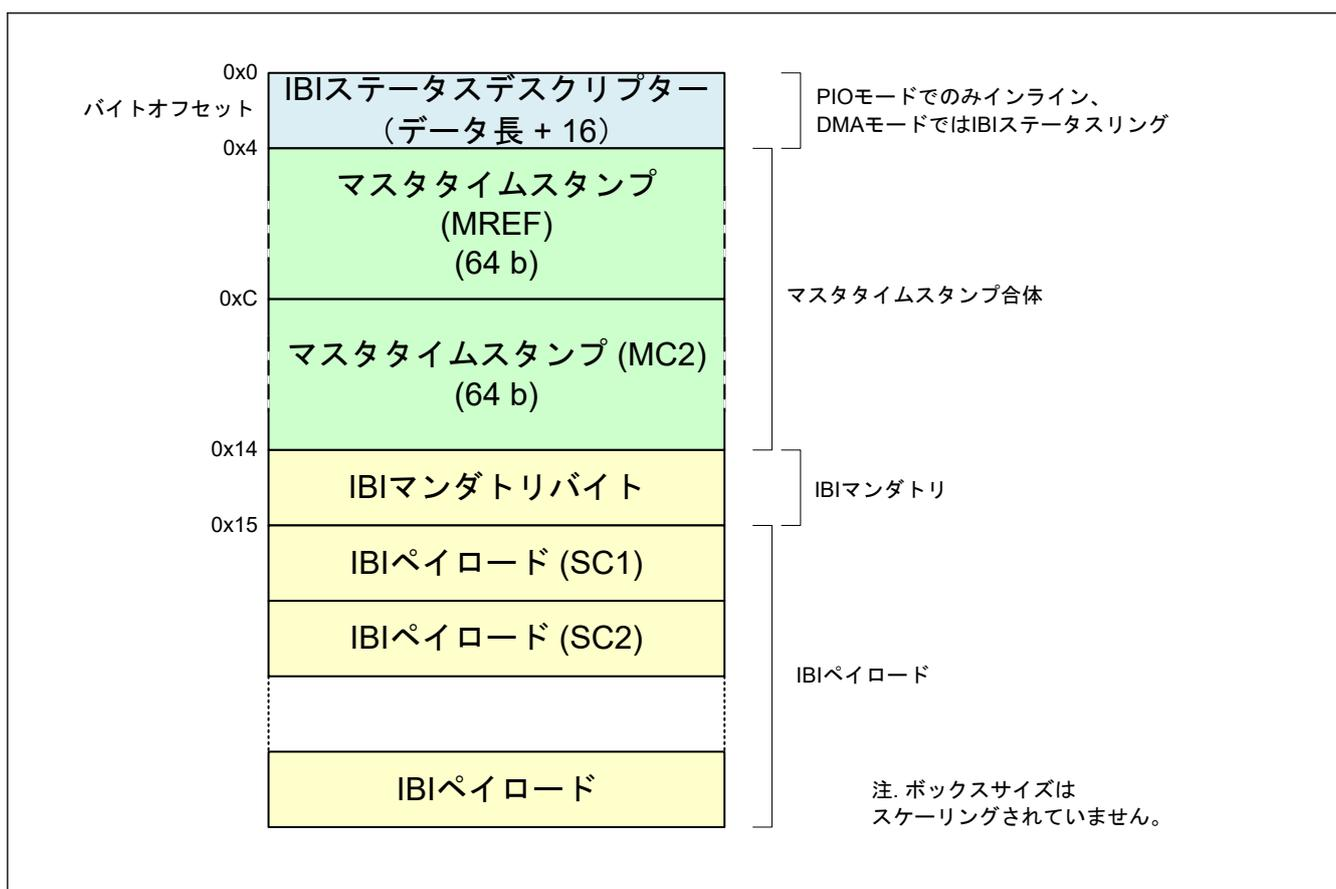 0x0
バイトオフセット
IBIステータスデスクリプター
（データ長 + 16）
PIOモードでのみインライン、
DMAモードではIBIステータスリング
0x4
マスタタイムスタンプ
(MREF)
(64 b)
0xC
マスタタイムスタンプ合体
マスタタイムスタンプ (MC2)
(64 b)
0x14
IBIマンダトリバイト
IBIマンダトリ
0x15
IBIペイロード (SC1)
IBIペイロード (SC2)
IBIペイロード
IBIペイロード
注. ボックスサイズは
スケーリングされていません。